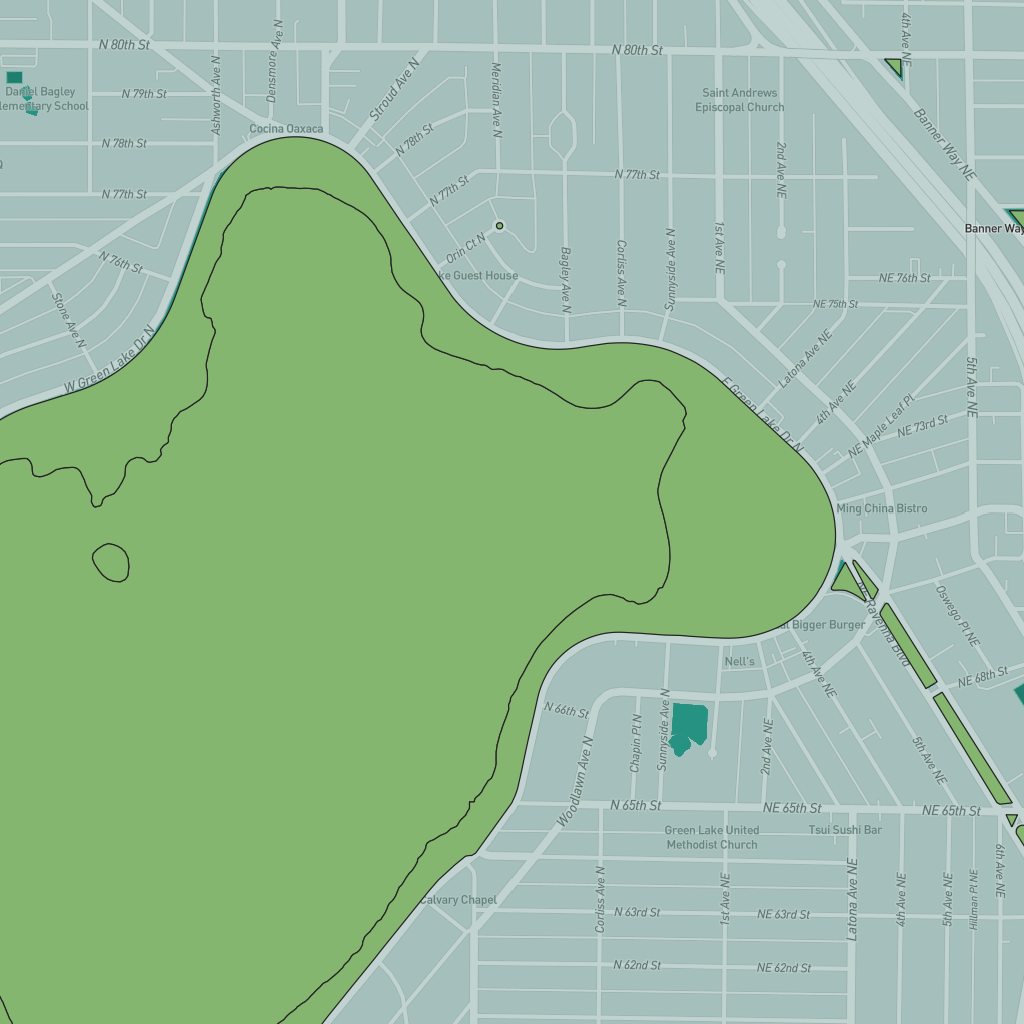 N 80th St
Densmore Ave N
Ashworth Ave N
Stroud Ave N
Meridian Ave N
N 80th St
4th Ave NE
Daniel Bagley
lementary School
N 79th St
Saint Andrews
Episcopal Church
Banner Way NE
Cocina Oaxaca
N 78th St
N 78th St
2nd Ave NE
N 77th St
N 77th St
N 77th St
1st Ave NE
Banner Way
Orin Ct N
N 76th St
ke Guest House
Bagley Ave N
Corliss Ave N
Sunnyside Ave N
NE 76th St
NE 75th St
Stone Ave N
W Green Lake Dr N
Latona Ave NE
5th Ave NE
E Green Lake Dr N
4th Ave NE
NE Maple Leaf Pl
NE 73rd St
Ming China Bistro
NE Ravenna Blvd
Oswego Pl NE
al Bigger Burger
Nell's
4th Ave NE
NE 68th St
N 66th St
Sunnyside Ave N
Chapin Pl N
2nd Ave NE
5th Ave NE
Woodlawn Ave N
N 65th St
NE 65th St
NE 65th St
Green Lake United
Methodist Church
Tsui Sushi Bar
6th Ave NE
Calvary Chapel
Corliss Ave N
1st Ave NE
Latona Ave NE
4th Ave NE
5th Ave NE
Hillman Pl NE
N 63rd St
NE 63rd St
N 62nd St
NE 62nd St